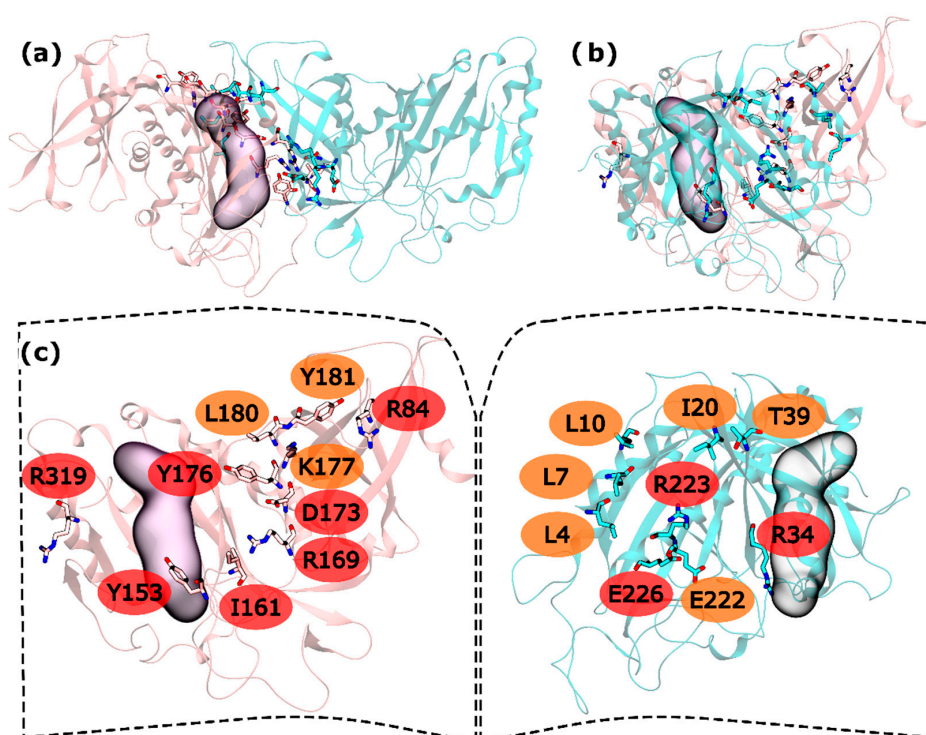 (a)
(b)
(c)
Y181
L180
R84
R319
Y176
K177
D173
R169
Y153
I161
I20
T39
L10
L7
R223
L4
R34
E226
E222